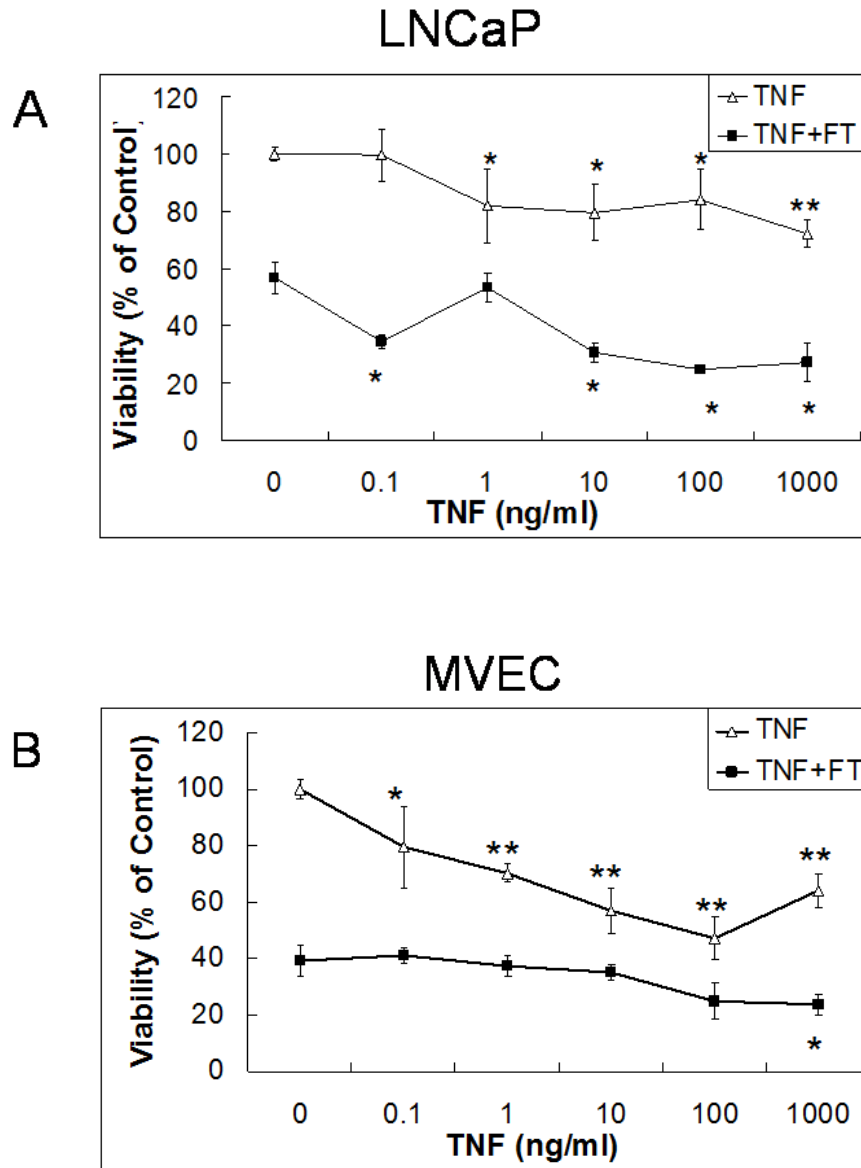 LNCaP
A
Viability (% of Control)
120
100
80
60
40
20
0
TNF
TNF+FT
*
*
*
**
*
*
*
*
0 0.1 1 10 100 1000
TNF (ng/ml)
MVEC
B
Viability (% of Control)
120
100
80
60
40
20
0
TNF
TNF+FT
*
**
**
**
**
*
0 0.1 1 10 100 1000
TNF (ng/ml)